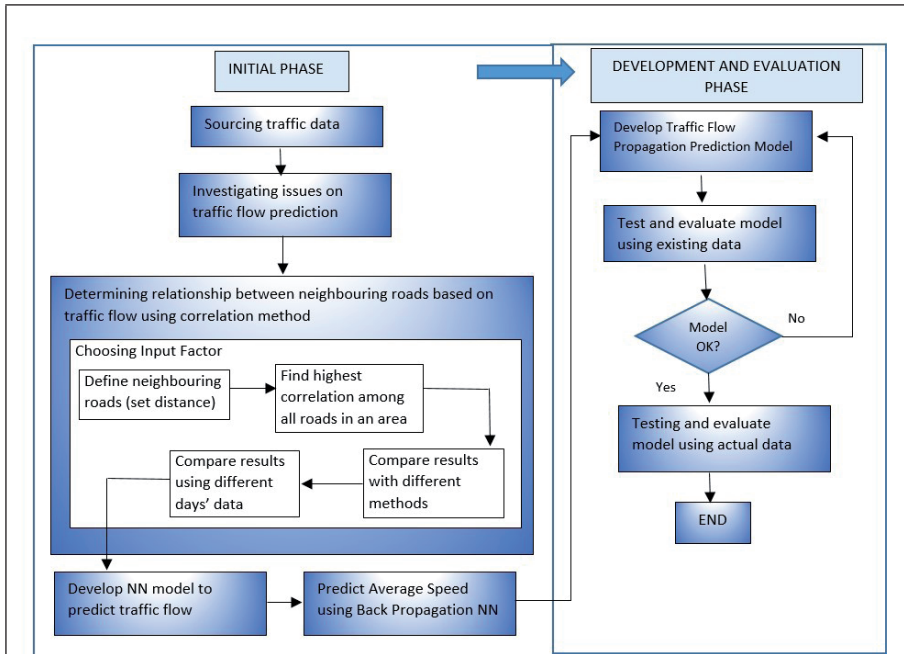 INITIAL PHASE
Sourcing traffic data
Investigating issues on
traffic flow prediction
Determining relationship between neighbouring roads based on
traffic flow using correlation method
Choosing Input Factor
Define neighbouring
roads (set distance)
Find highest
correlation among
all roads in an area
Compare results
with different
methods
Compare results
using different
days' data
Develop NN model to
predict traffic flow
Predict Average Speed
using Back Propagation NN
DEVELOPMENT AND EVALUATION
PHASE
Develop Traffic Flow
Propagation Prediction Model
Test and evaluate model
using existing data
Model
OK?
No
Yes
Testing and evaluate
model using actual data
END